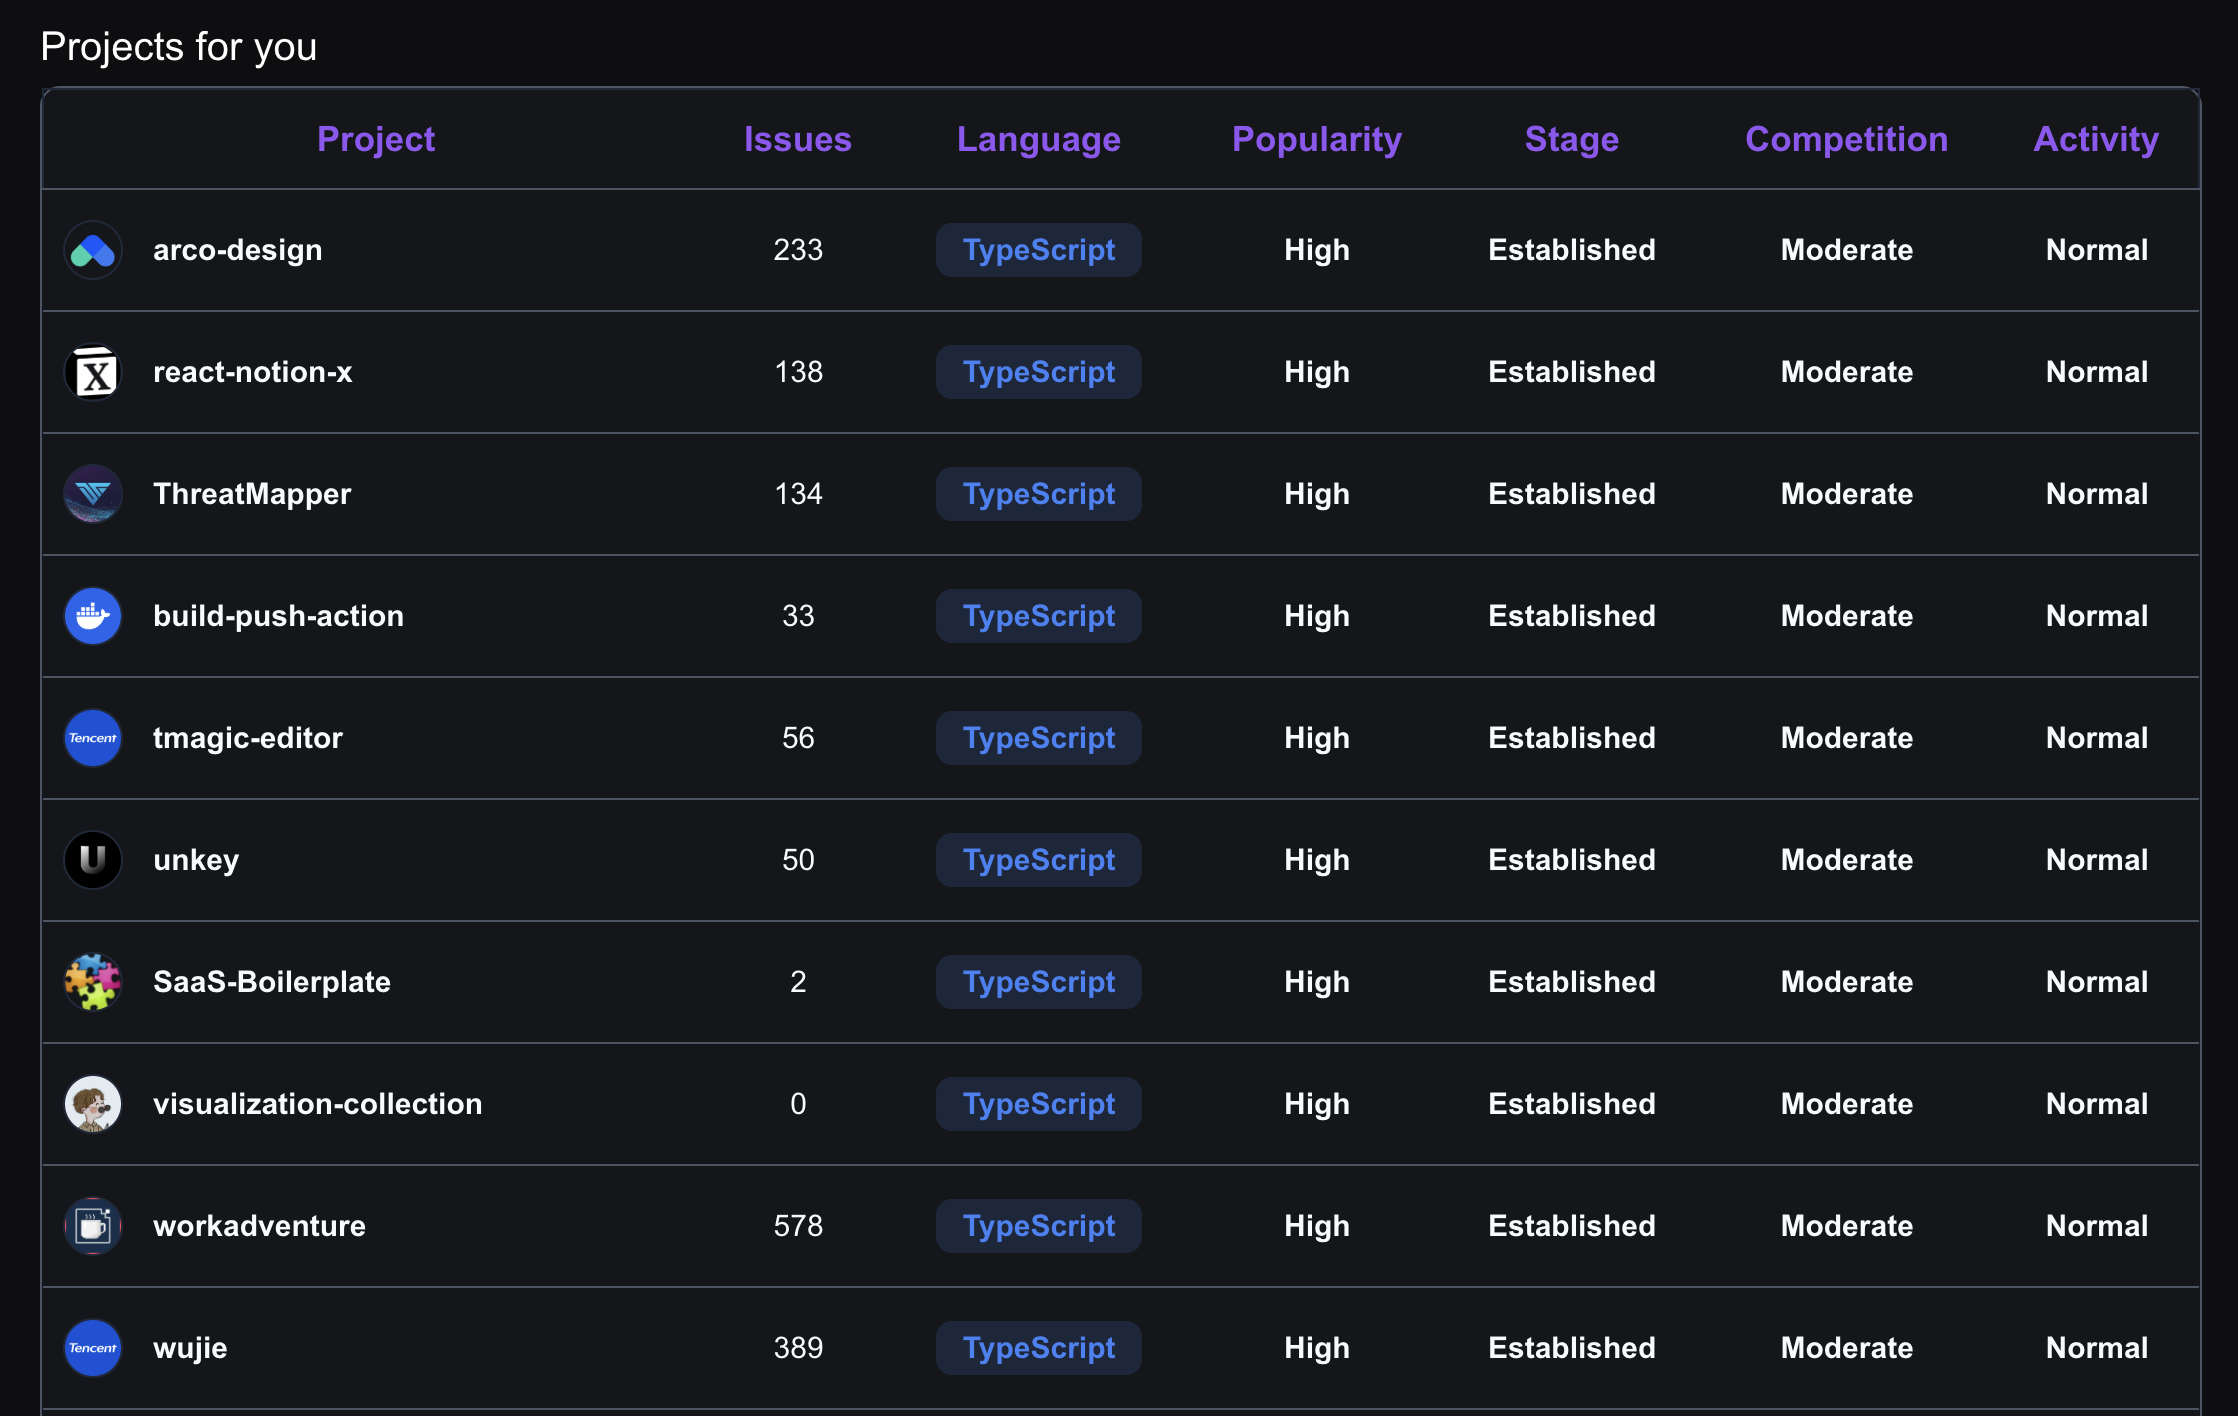 Projects for you
Project Issues Language Popularity Stage Competition Activity
arco-design 233 TypeScript High Established Moderate Normal
X react-notion-x 138 TypeScript High Established Moderate Normal
ThreatMapper 134 TypeScript High Established Moderate Normal
build-push-action 33 TypeScript High Established Moderate Normal
Tencent tmagic-editor 56 TypeScript High Established Moderate Normal
U unkey 50 TypeScript High Established Moderate Normal
SaaS-Boilerplate 2 TypeScript High Established Moderate Normal
visualization-collection 0 TypeScript High Established Moderate Normal
workadventure 578 TypeScript High Established Moderate Normal
Tencent wujie 389 TypeScript High Established Moderate Normal